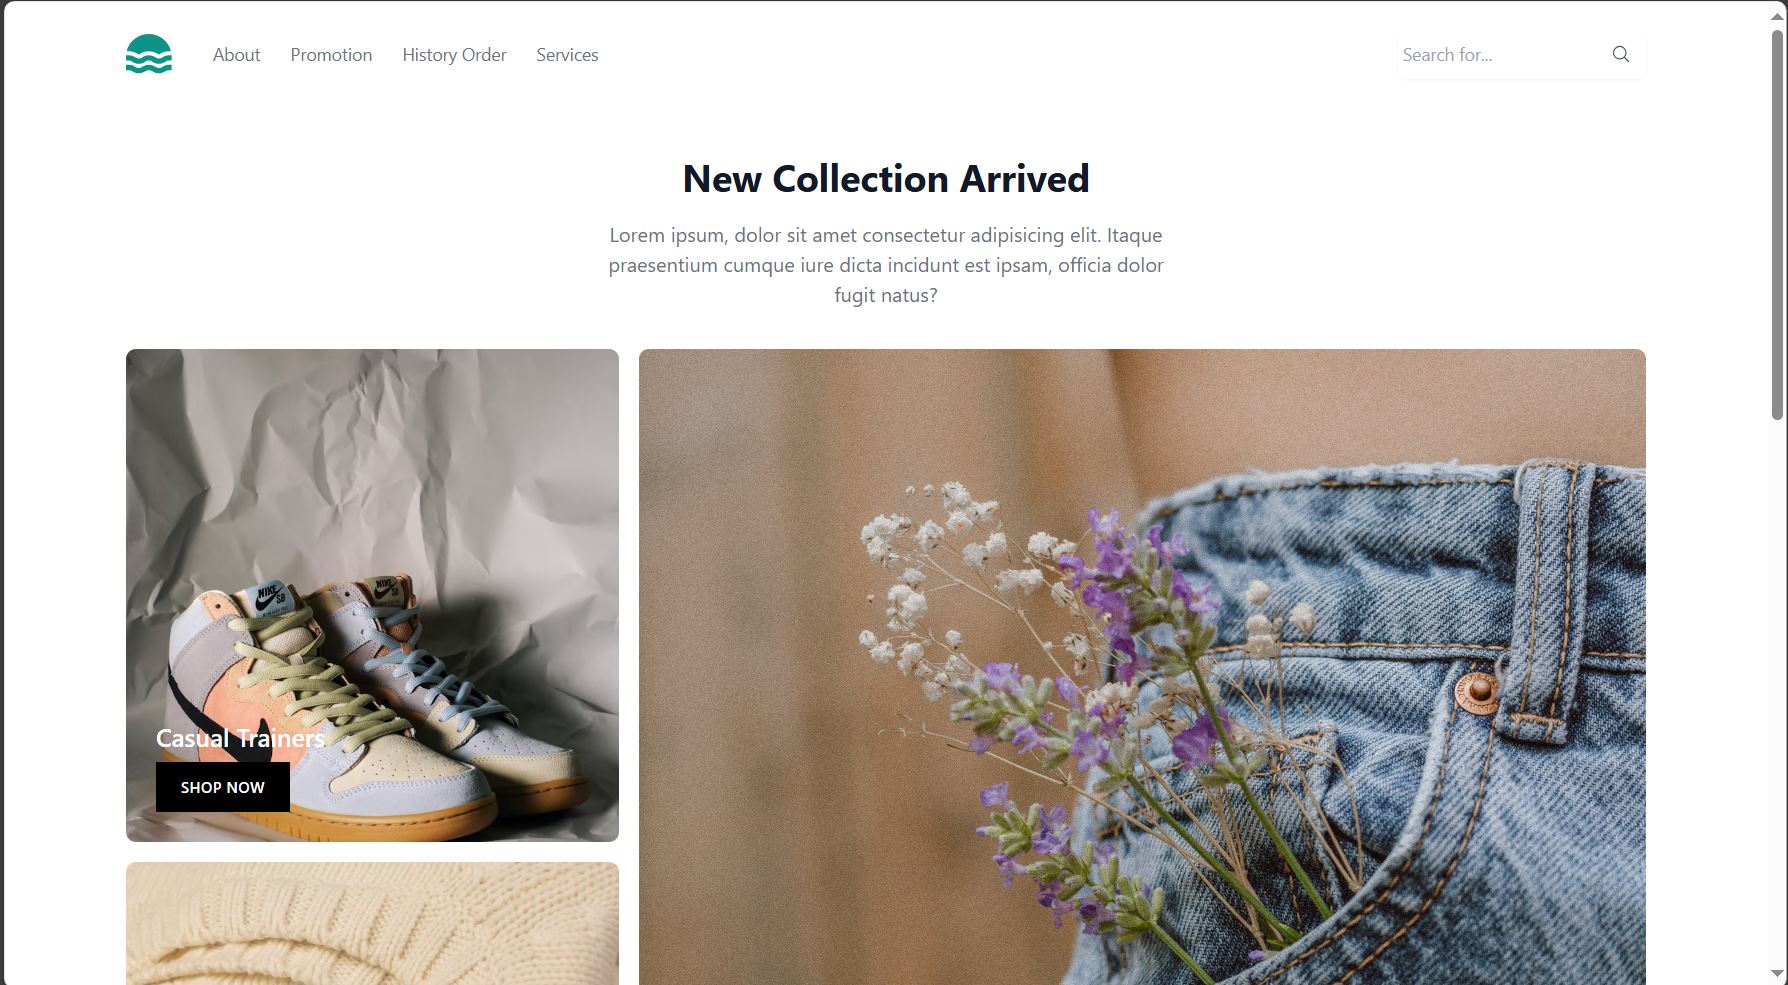 About
Promotion
History Order
Services
Search for...
New Collection Arrived
Lorem ipsum, dolor sit amet consectetur adipisicing elit. Itaque
praesentium cumque iure dicta incidunt est ipsam, officia dolor
fugit natus?
NIKE
SB
NIKE
Casual Trainers
SHOP NOW